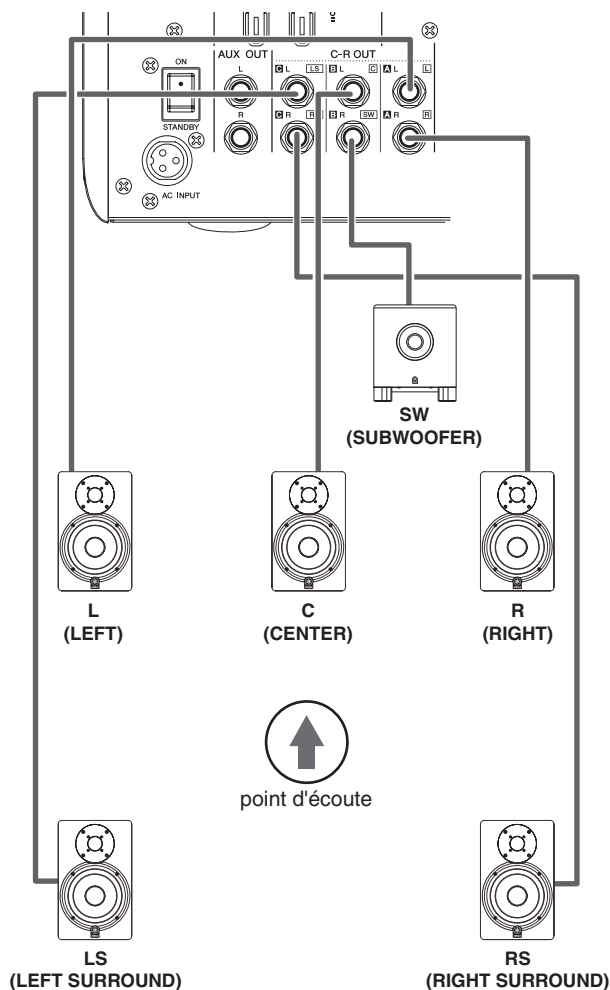 ON
STANDBY
AC INPUT
AUX OUT
L
R
C-R OUT
C L LS B L C A L L
C R B R SW A R R
SW
(SUBWOOFER)
L
(LEFT)
C
(CENTER)
R
(RIGHT)
point d'écoute
LS
(LEFT SURROUND)
RS
(RIGHT SURROUND)